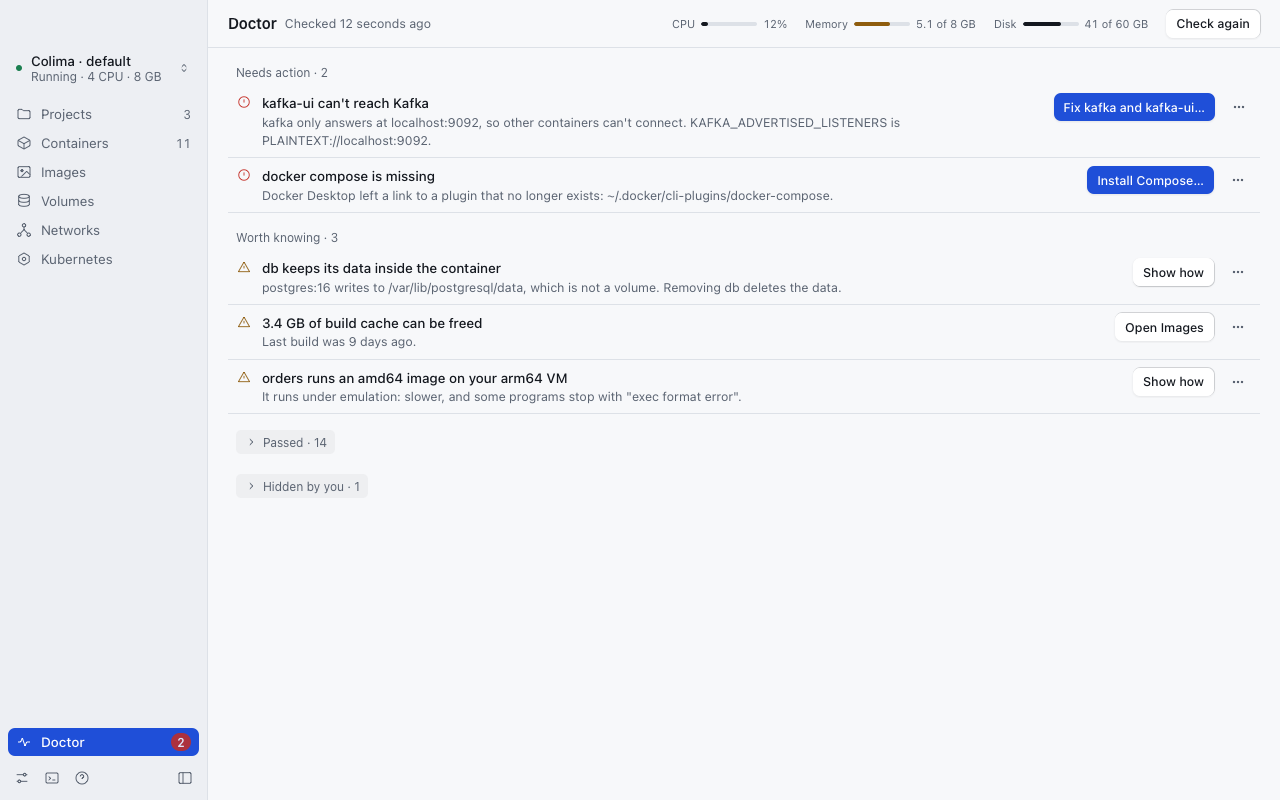 Colima · default
Running · 4 CPU · 8 GB
Projects 3
Containers 11
Images
Volumes
Networks
Kubernetes
Doctor 2
Doctor Checked 12 seconds ago
CPU 12% Memory 5.1 of 8 GB Disk 41 of 60 GB Check again
Needs action · 2
kafka-ui can't reach Kafka
kafka only answers at localhost:9092, so other containers can't connect. KAFKA_ADVERTISED_LISTENERS is
PLAINTEXT://localhost:9092.
Fix kafka and kafka-ui...
docker compose is missing
Docker Desktop left a link to a plugin that no longer exists: ~/.docker/cli-plugins/docker-compose.
Install Compose...
Worth knowing · 3
db keeps its data inside the container
postgres:16 writes to /var/lib/postgresql/data, which is not a volume. Removing db deletes the data.
Show how
3.4 GB of build cache can be freed
Last build was 9 days ago.
Open Images
orders runs an amd64 image on your arm64 VM
It runs under emulation: slower, and some programs stop with "exec format error".
Show how
Passed · 14
Hidden by you · 1